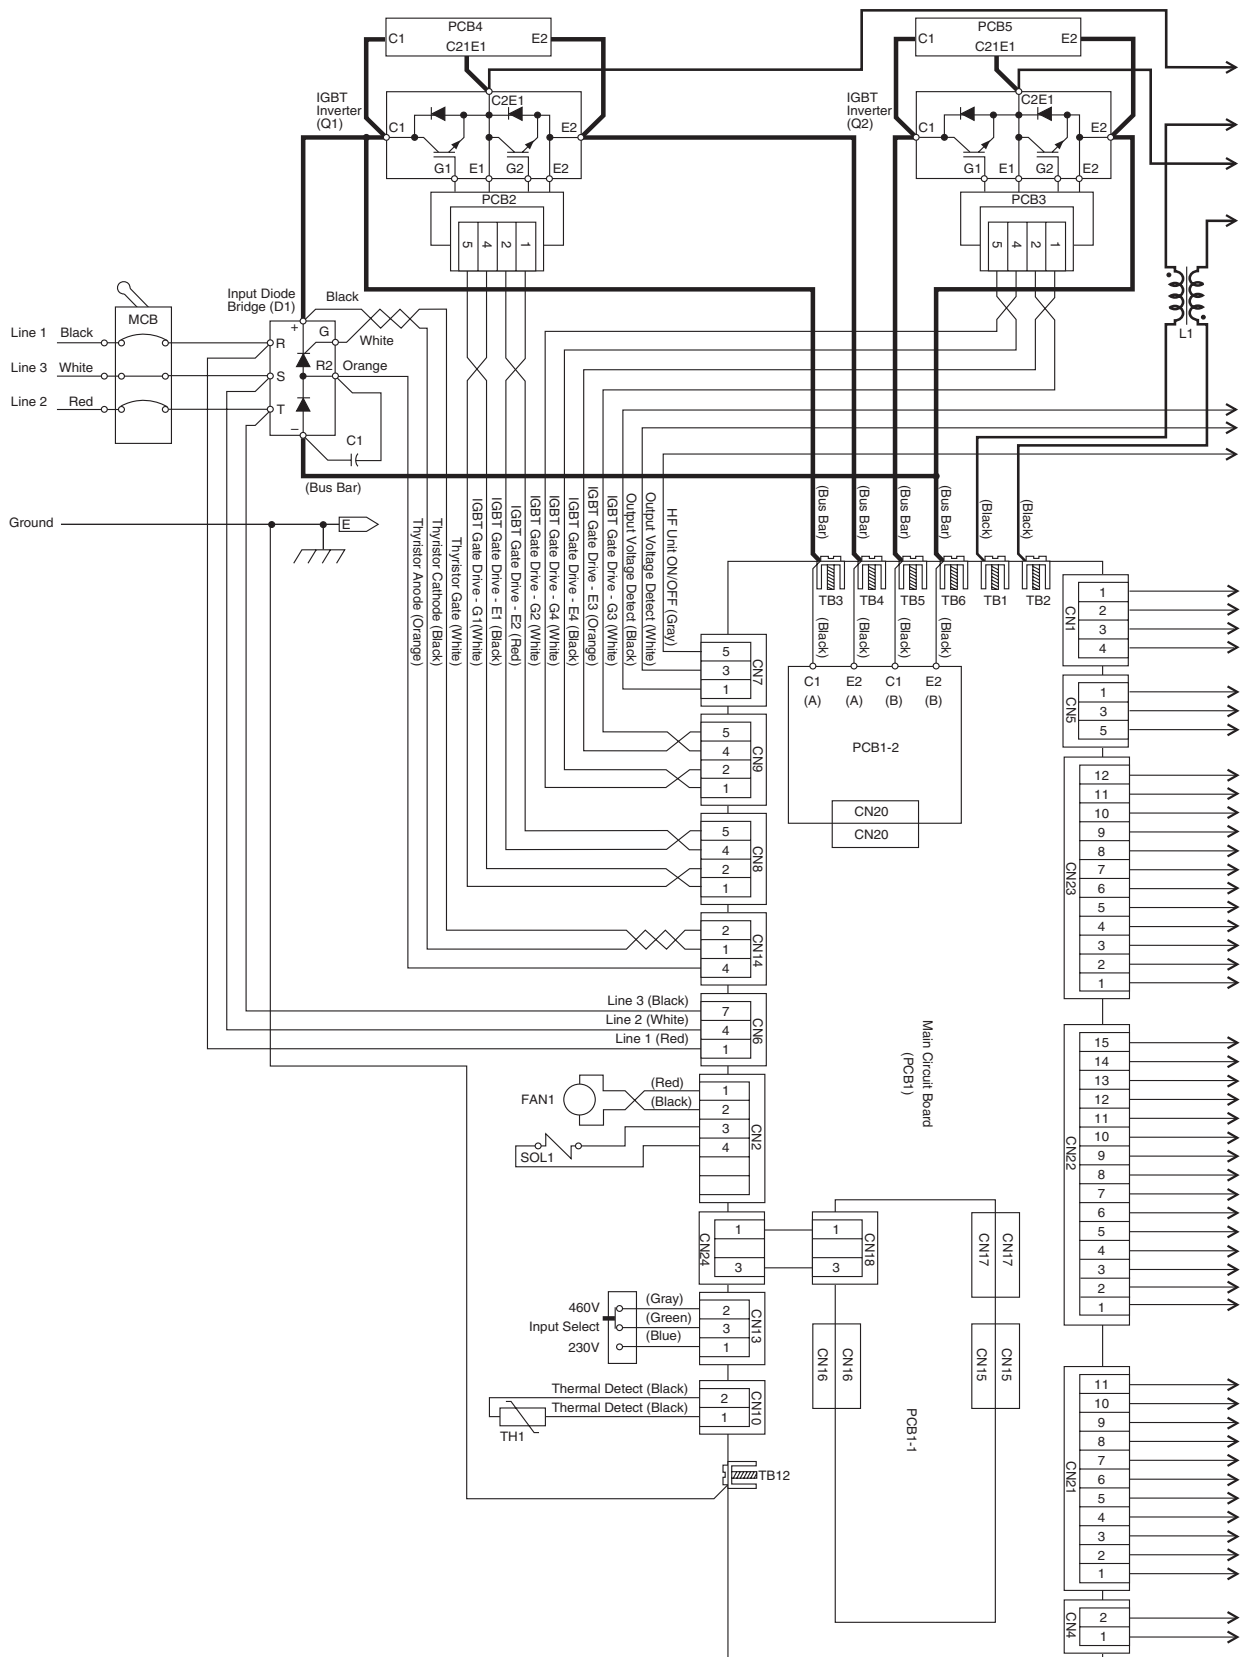 PCB4
C1
E2
C21E1
PCB5
C1
E2
C21E1
IGBT
Inverter
(Q1)
C2E1
C1
E2
G1
E1
G2
E2
PCB2
5
4
2
1
IGBT
Inverter
(Q2)
C2E1
C1
E2
G1
E1
G2
E2
PCB3
5
4
2
1
L1
MCB
Line 1 Black
Line 3 White
Line 2 Red
Input Diode
Bridge (D1)
Black
White
Orange
+
G
R
R2
S
T
–
C1
(Bus Bar)
Ground
E
Thyristor Anode (Orange)
Thyristor Cathode (Black)
Thyristor Gate (White)
IGBT Gate Drive - G1(White)
IGBT Gate Drive - E1 (Black)
IGBT Gate Drive - E2 (Red)
IGBT Gate Drive - G2 (White)
IGBT Gate Drive - G4 (White)
IGBT Gate Drive - E4 (Black)
IGBT Gate Drive - E3 (Orange)
IGBT Gate Drive - G3 (White)
Output Voltage Detect (Black)
Output Voltage Detect (White)
HF Unit ON/OFF (Gray)
(Bus Bar)
(Bus Bar)
(Bus Bar)
(Bus Bar)
(Black)
(Black)
TB3
TB4
TB5
TB6
TB1
TB2
(Black)
(Black)
(Black)
(Black)
C1
(A)
E2
(A)
C1
(B)
E2
(B)
PCB1-2
CN20
CN20
5
3
1
CN7
5
4
2
1
CN9
5
4
2
1
CN8
2
1
4
CN14
Line 3 (Black)
Line 2 (White)
Line 1 (Red)
7
4
1
CN6
FAN1
(Red)
(Black)
SOL1
1
2
3
4
CN2
CN24
1
3
1
3
CN18
460V
Input Select
230V
(Gray)
(Green)
(Blue)
2
3
1
CN13
Thermal Detect (Black)
Thermal Detect (Black)
TH1
2
1
CN10
TB12
Main Circuit Board
(PCB1)
CN17
CN17
CN16
CN16
CN15
CN15
PCB1-1
CN1
1
2
3
4
CN5
1
3
5
CN23
12
11
10
9
8
7
6
5
4
3
2
1
CN22
15
14
13
12
11
10
9
8
7
6
5
4
3
2
1
CN21
11
10
9
8
7
6
5
4
3
2
1
CN4
2
1